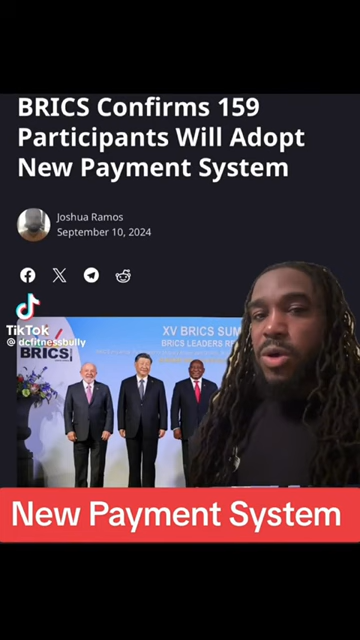 BRICS Confirms 159
Participants Will Adopt
New Payment System
Joshua Ramos
September 10, 2024
TikTok
@ dcfitnessbully
XV BRICS SUM
BRICS
BRICS LEADERS RE
New Payment System